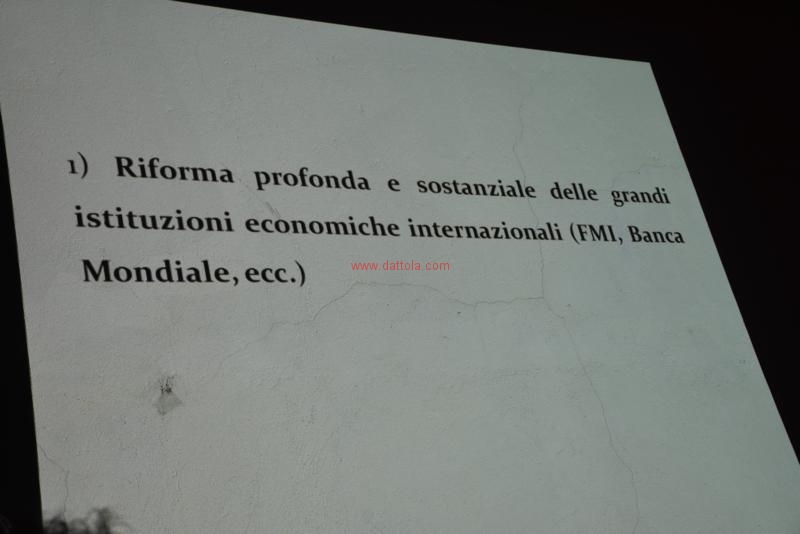 1) Riforma profonda e sostanziale delle grandi
istituzioni economiche internazionali (FMI, Banca
Mondiale, ecc.)
www.dattola.com